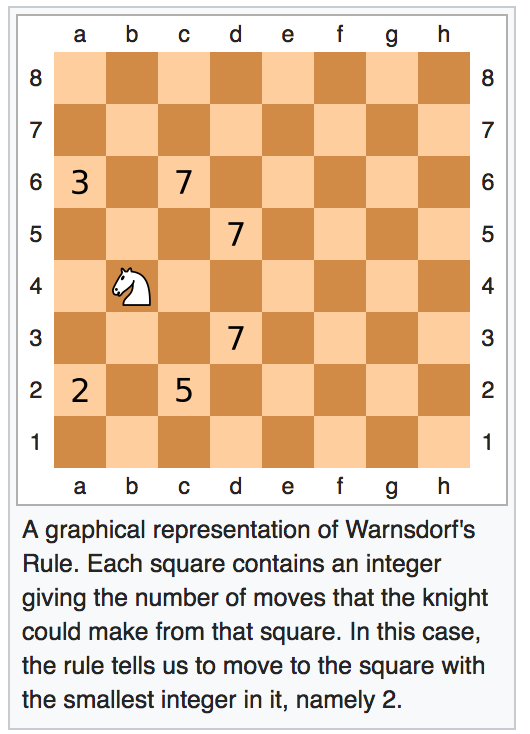 a b c d e f g h
8 8
7 7
6 3 7 6
5 7 5
4 4
3 7 3
2 2 5 2
1 1
a b c d e f g h
A graphical representation of Warnsdorf's
Rule. Each square contains an integer
giving the number of moves that the knight
could make from that square. In this case,
the rule tells us to move to the square with
the smallest integer in it, namely 2.